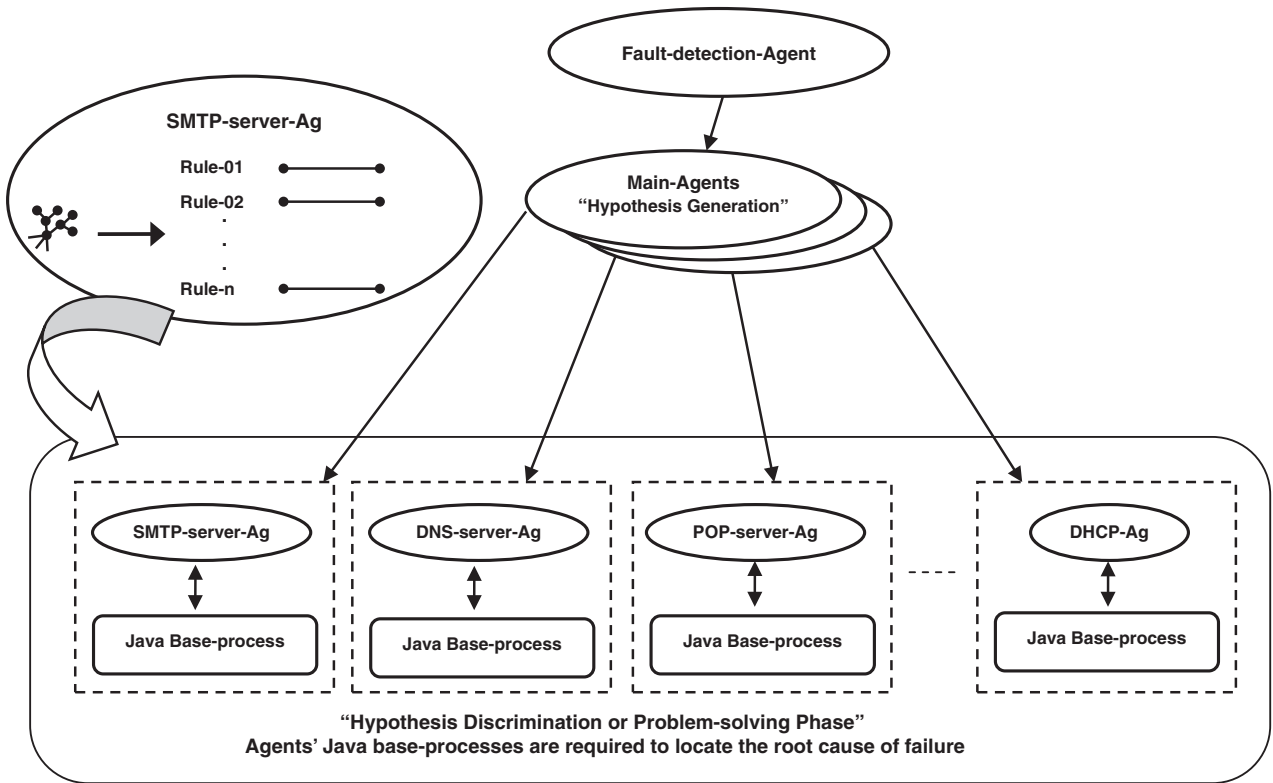 Fault-detection-Agent
SMTP-server-Ag
Rule-01
Rule-02
.
.
.
Rule-n
Main-Agents
“Hypothesis Generation”
SMTP-server-Ag
DNS-server-Ag
POP-server-Ag
DHCP-Ag
Java Base-process
Java Base-process
Java Base-process
Java Base-process
“Hypothesis Discrimination or Problem-solving Phase”
Agents’ Java base-processes are required to locate the root cause of failure